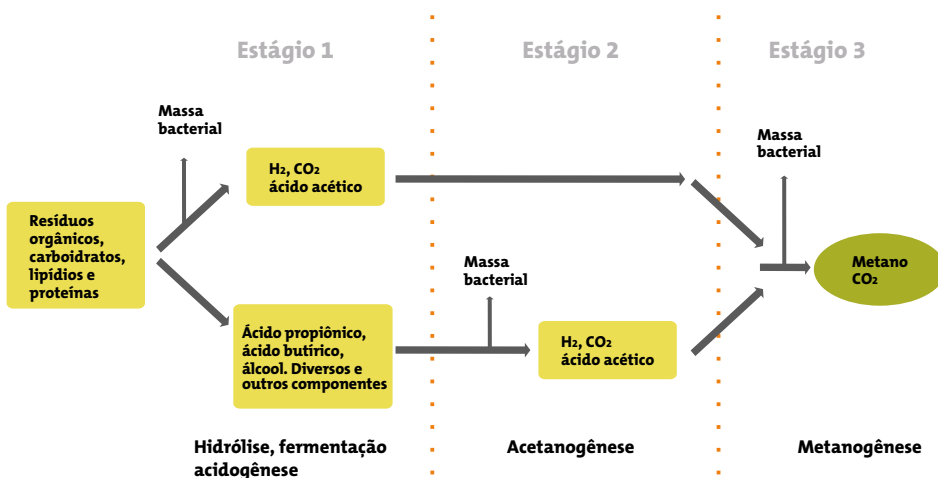 Estágio 1
Estágio 2
Estágio 3
Massa
bacterial
H2, CO2
ácido acético
Massa
bacterial
Resíduos
orgânicos,
carboidratos,
lipídios e
proteínas
Massa
bacterial
Metano
CO2
Ácido propiônico,
ácido butírico,
álcool. Diversos e
outros componentes
H2, CO2
ácido acético
Hidrólise, fermentação
acidogênese
Acetanogênese
Metanogênese